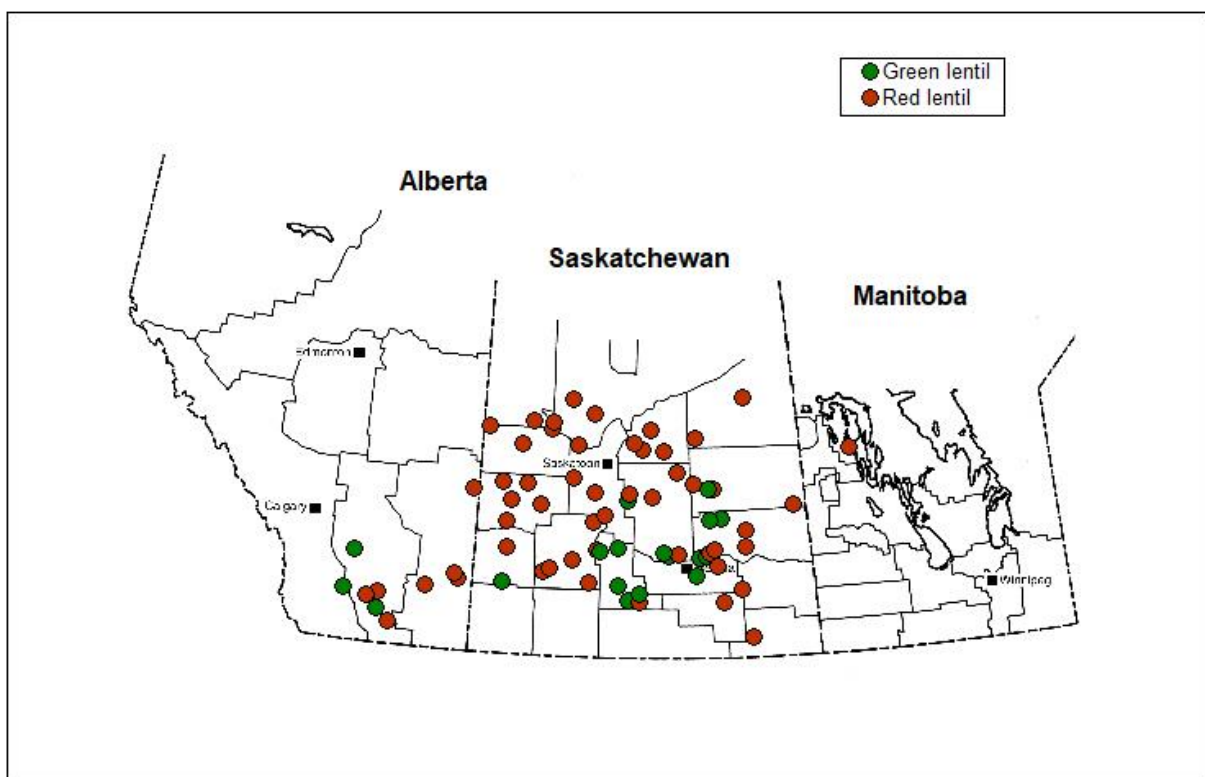 Green lentil
Red lentil
Alberta
Saskatchewan
Manitoba
Edmonton
Saskatoon
Calgary
Winnipeg